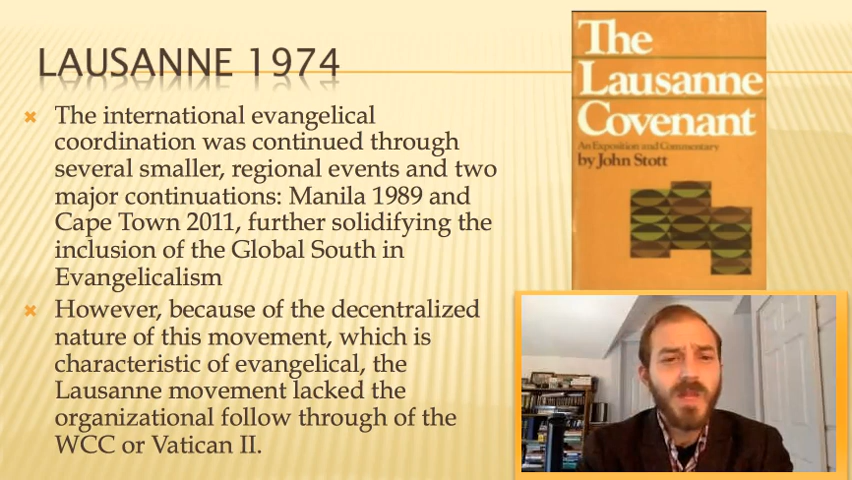 LAUSANNE 1974
The international evangelical
coordination was continued through
several smaller, regional events and two
major continuations: Manila 1989 and
Cape Town 2011, further solidifying the
inclusion of the Global South in
Evangelicalism
However, because of the decentralized
nature of this movement, which is
characteristic of evangelical, the
Lausanne movement lacked the
organizational follow through of the
WCC or Vatican II.
The
Lausanne
Covenant
An Exposition and Commentary
by John Stott